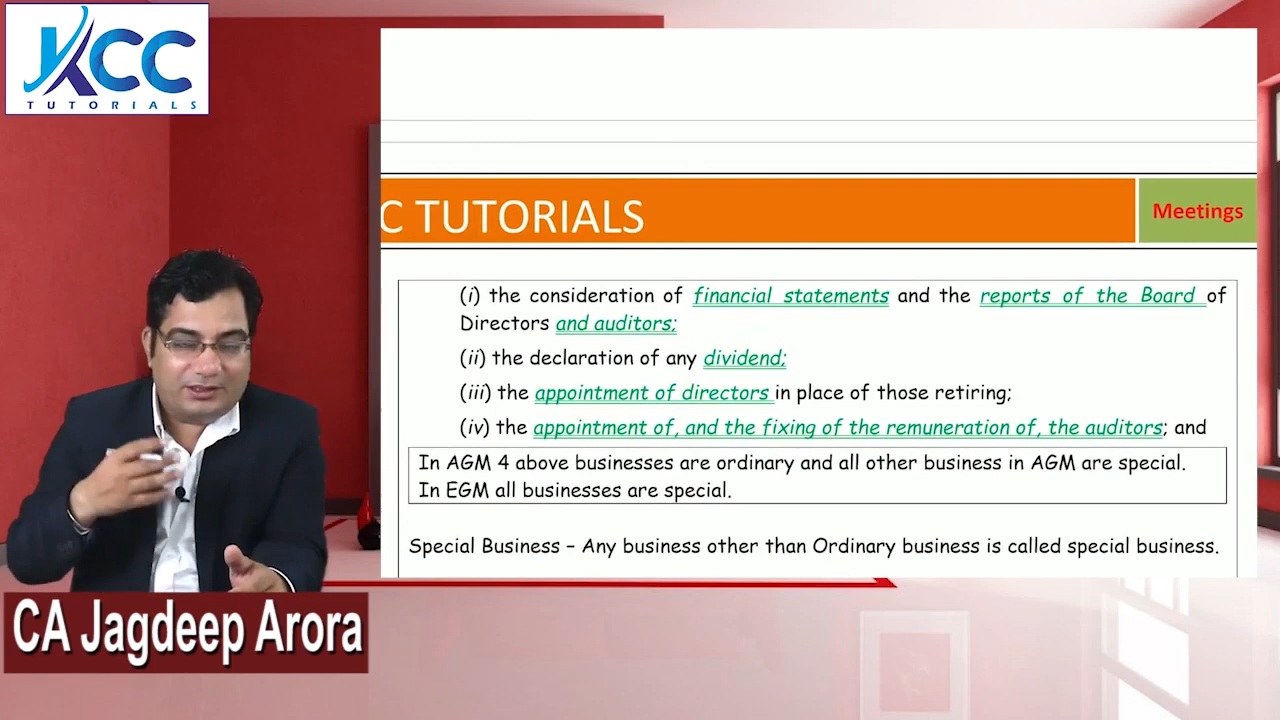 KCC
TUTORIALS
C TUTORIALS
Meetings
(i) the consideration of financial statements and the reports of the Board of
Directors and auditors;
(ii) the declaration of any dividend;
(iii) the appointment of directors in place of those retiring;
(iv) the appointment of, and the fixing of the remuneration of, the auditors; and
In AGM 4 above businesses are ordinary and all other business in AGM are special.
In EGM all businesses are special.
Special Business – Any business other than Ordinary business is called special business.
CA Jagdeep Arora